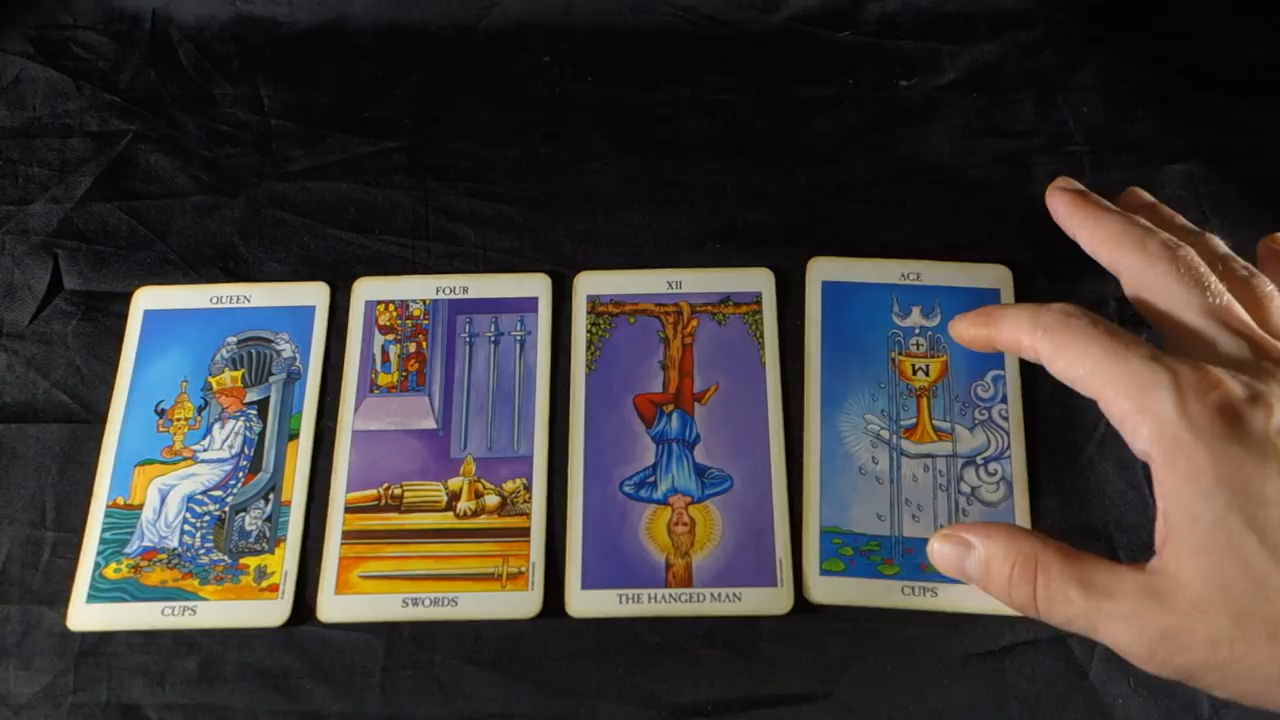 QUEEN
CUPS
FOUR
SWORDS
XII
THE HANGED MAN
ACE
W
CUPS